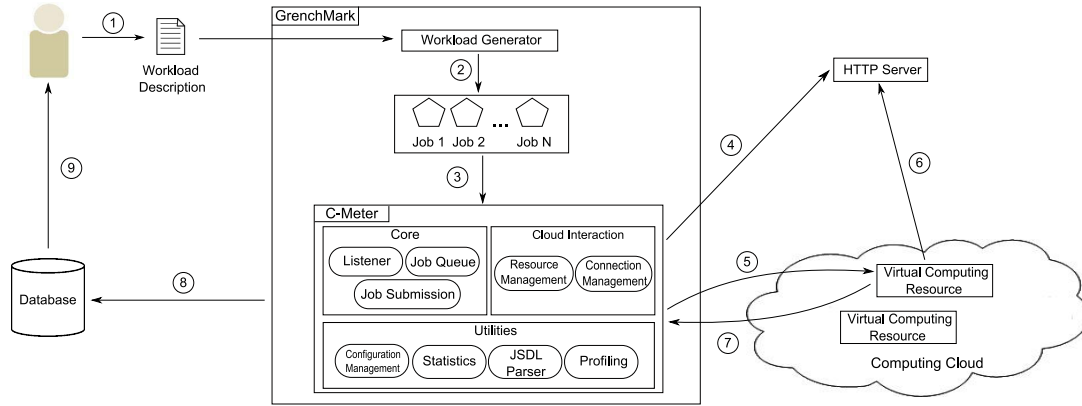 GrenchMark
1
Workload
Description
Workload Generator
2
Job 1 Job 2 ... Job N
3
HTTP Server
4
6
9
C-Meter
Core
Listener
Job Queue
Job Submission
Cloud Interaction
Resource
Management
Connection
Management
5
Virtual Computing
Resource
Database
8
7
Virtual Computing
Resource
Computing Cloud
Utilities
Configuration
Management
Statistics
JSDL
Parser
Profiling